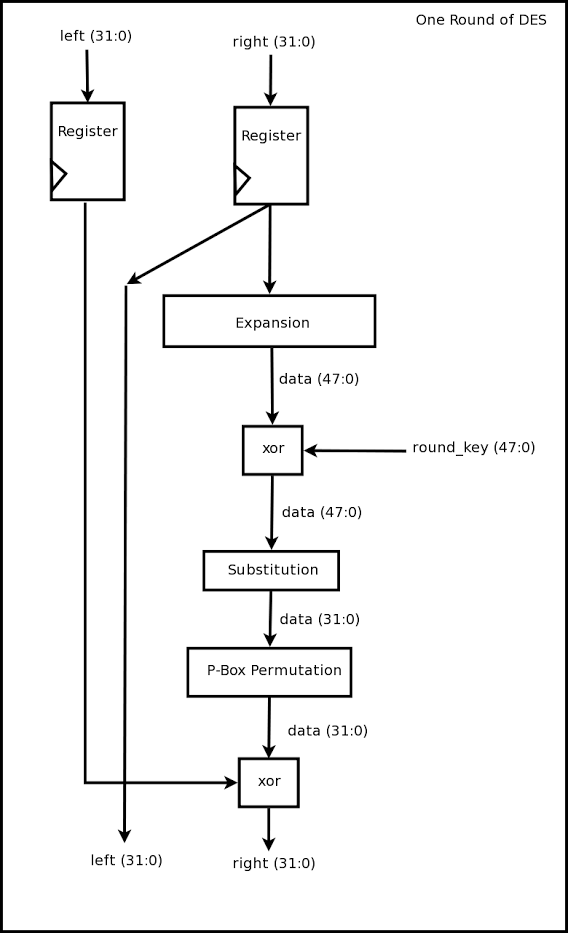 One Round of DES
left (31:0)
right (31:0)
Register
Register
Expansion
data (47:0)
xor
round_key (47:0)
data (47:0)
Substitution
data (31:0)
P-Box Permutation
data (31:0)
xor
left (31:0)
right (31:0)